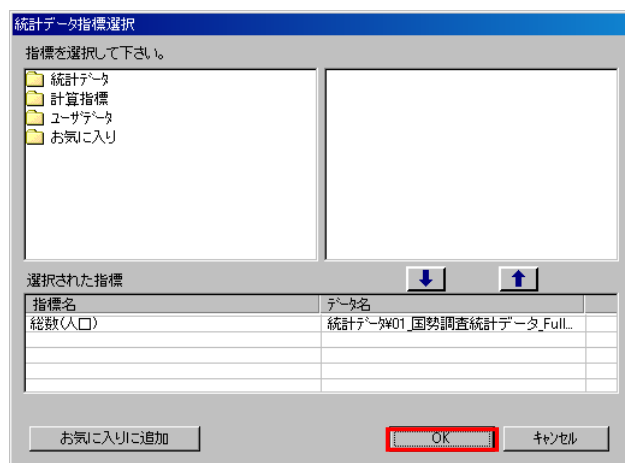 統計データ指標選択
指標を選択して下さい。
統計ﾃﾞｰﾀ
計算指標
ﾕｰｻﾞﾃﾞｰﾀ
お気に入り
選択された指標
指標名 ﾃﾞｰﾀ名
総数(人口) 統計ﾃﾞｰﾀ¥01_国勢調査統計データ_Full...
お気に入りに追加 OK ｷｬﾝｾﾙ